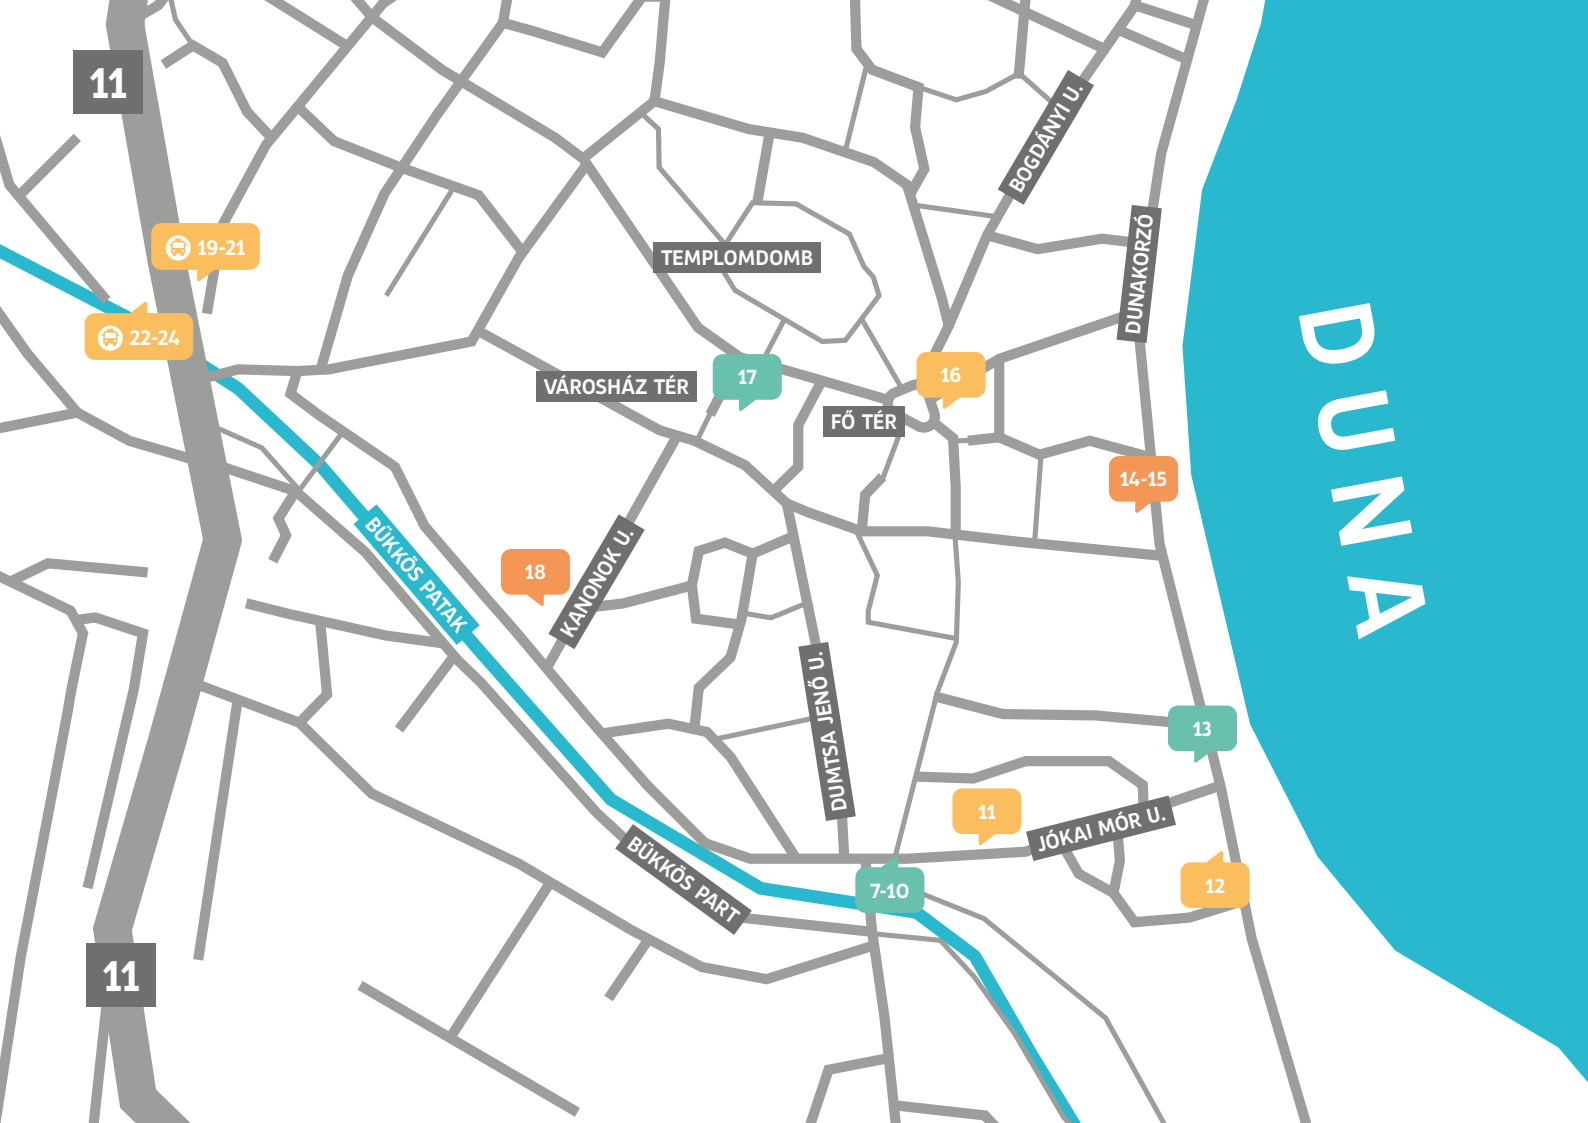 11
BOGDÁNYI U.
19-21
TEMPLOMDOMB
DUNAKORZÓ
22-24
VÁROSHÁZ TÉR
17
16
FŐ TÉR
DUNA
14-15
BÜKKÖS PATAK
18
KANONOK U.
DUMTSA JENŐ U.
13
11
JÓKAI MÓR U.
BÜKKÖS PART
7-10
12
11